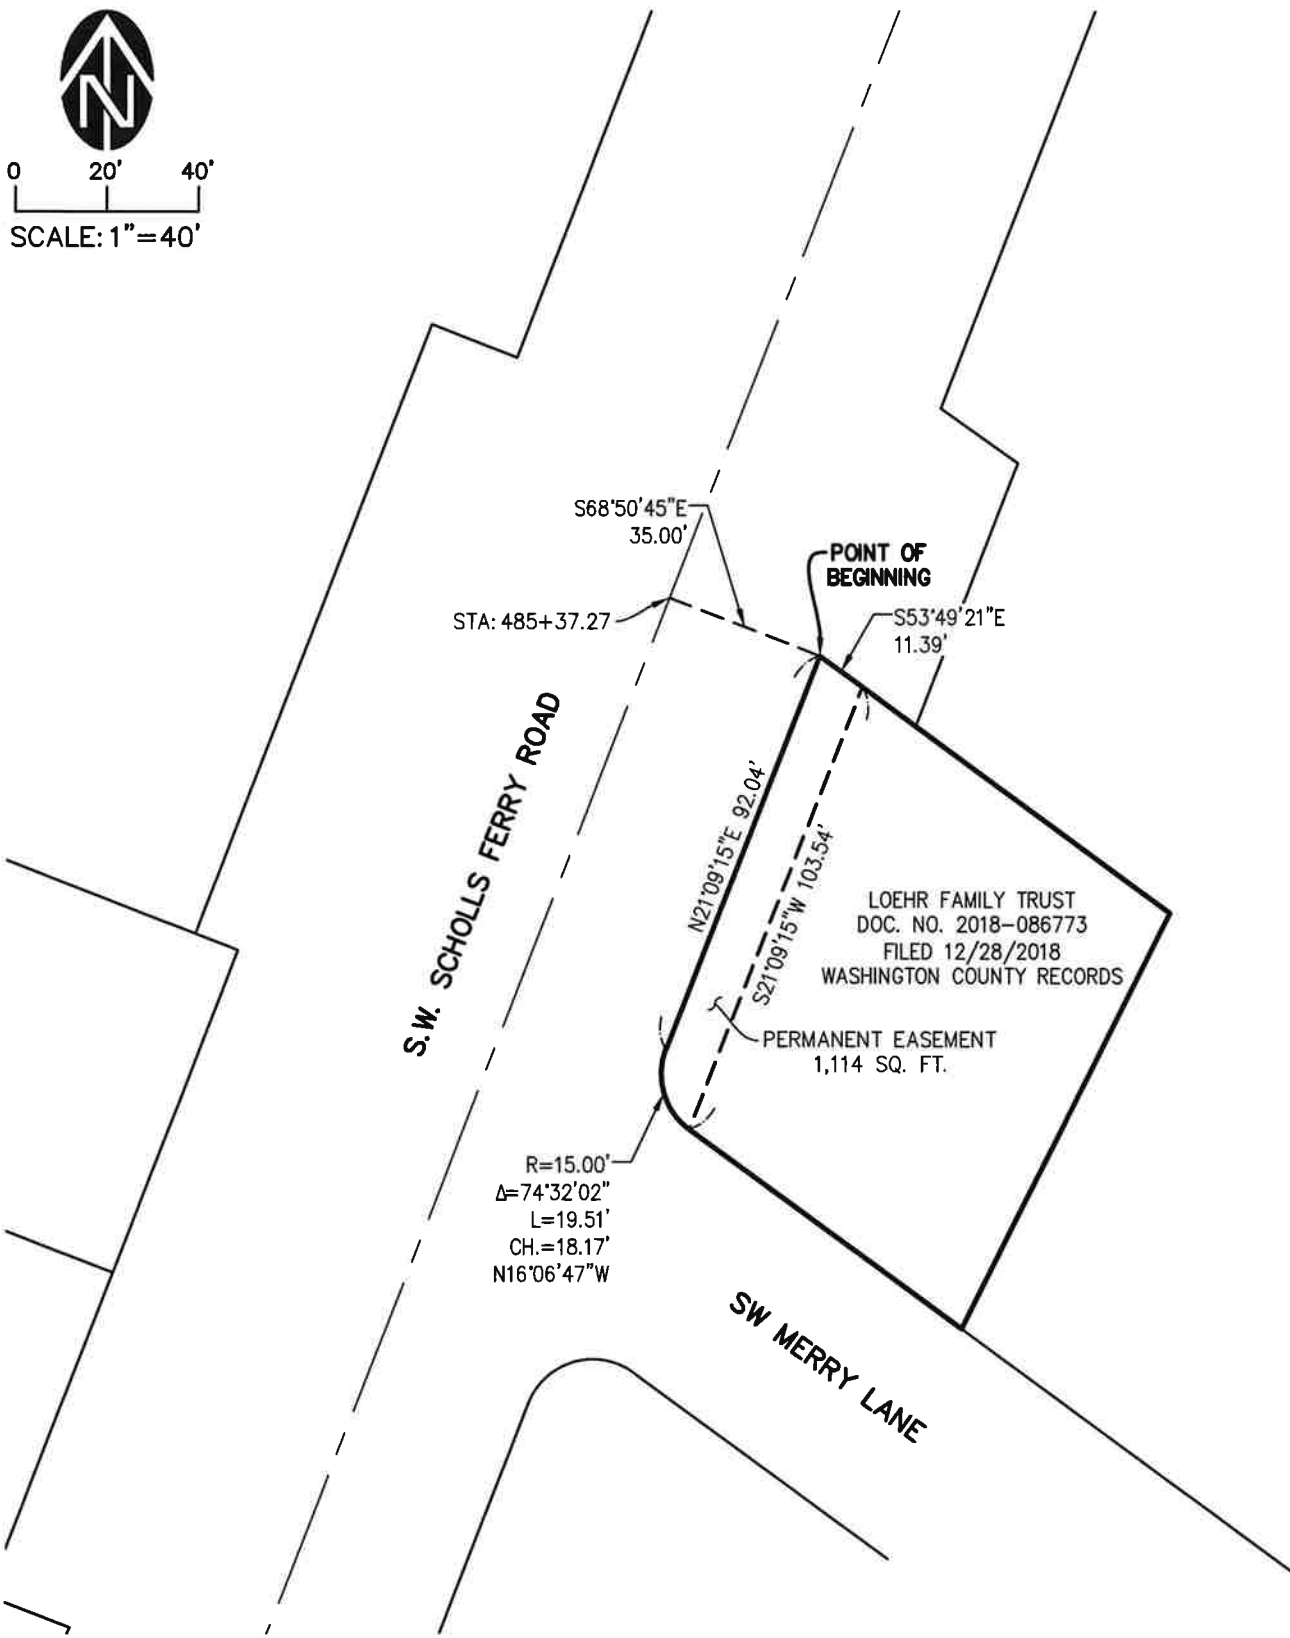 N
0 20' 40'
SCALE: 1"=40'
S68°50'45"E
35.00'
POINT OF
BEGINNING
STA: 485+37.27
S53°49'21"E
11.39'
S.W. SCHOLLS FERRY ROAD
N21°09'15"E 92.04'
S21°09'15"W 103.54'
LOEHR FAMILY TRUST
DOC. NO. 2018-086773
FILED 12/28/2018
WASHINGTON COUNTY RECORDS
PERMANENT EASEMENT
1,114 SQ. FT.
R=15.00'
Δ=74°32'02"
L=19.51'
CH.=18.17'
N16°06'47"W
SW MERRY LANE